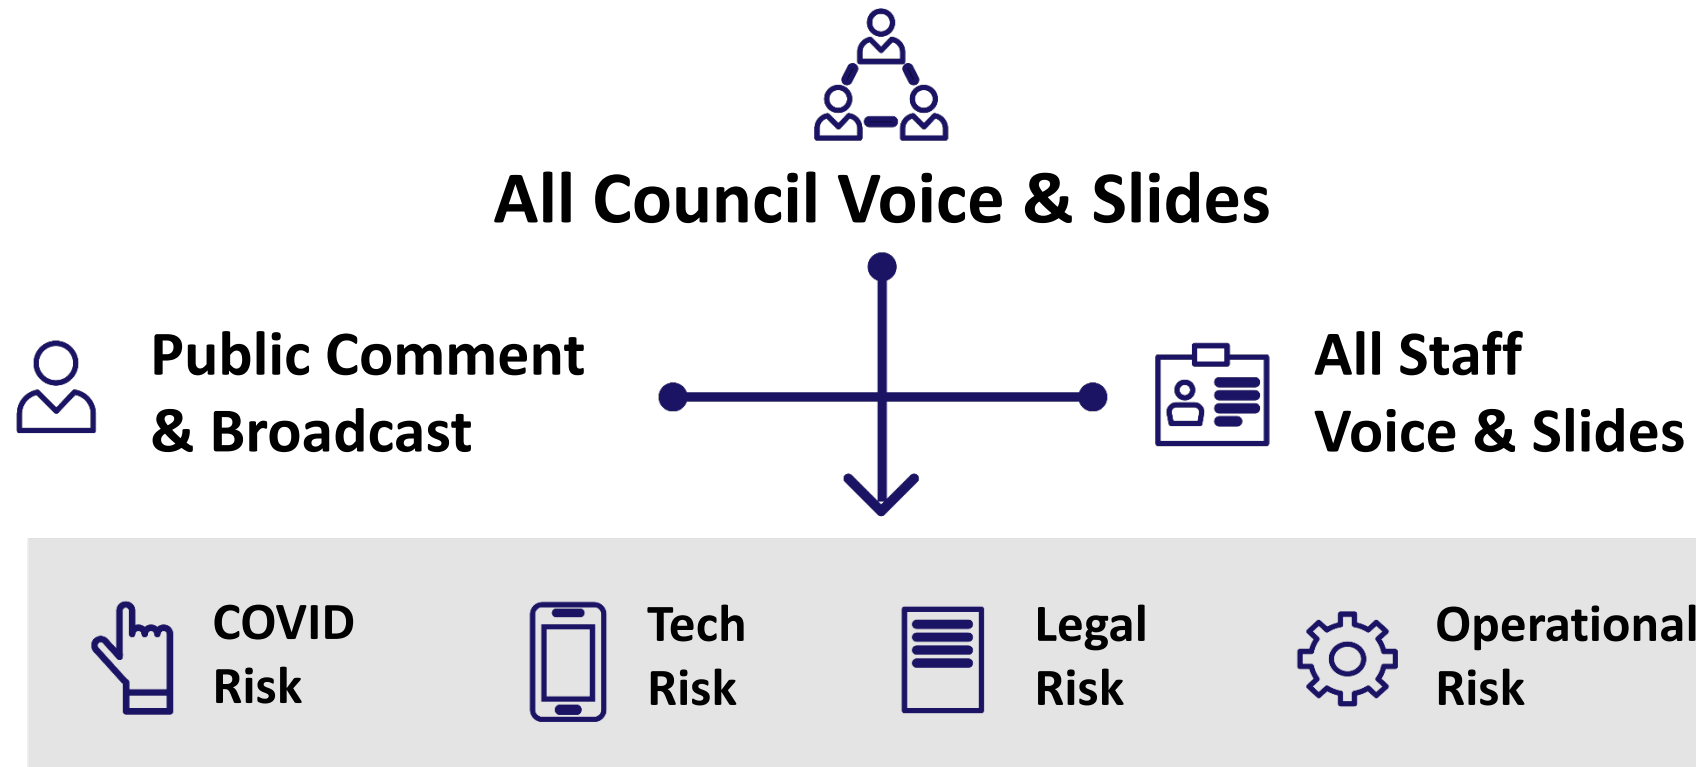 All Council Voice & Slides
Public Comment
& Broadcast
All Staff
Voice & Slides
COVID
Risk
Tech
Risk
Legal
Risk
Operational
Risk